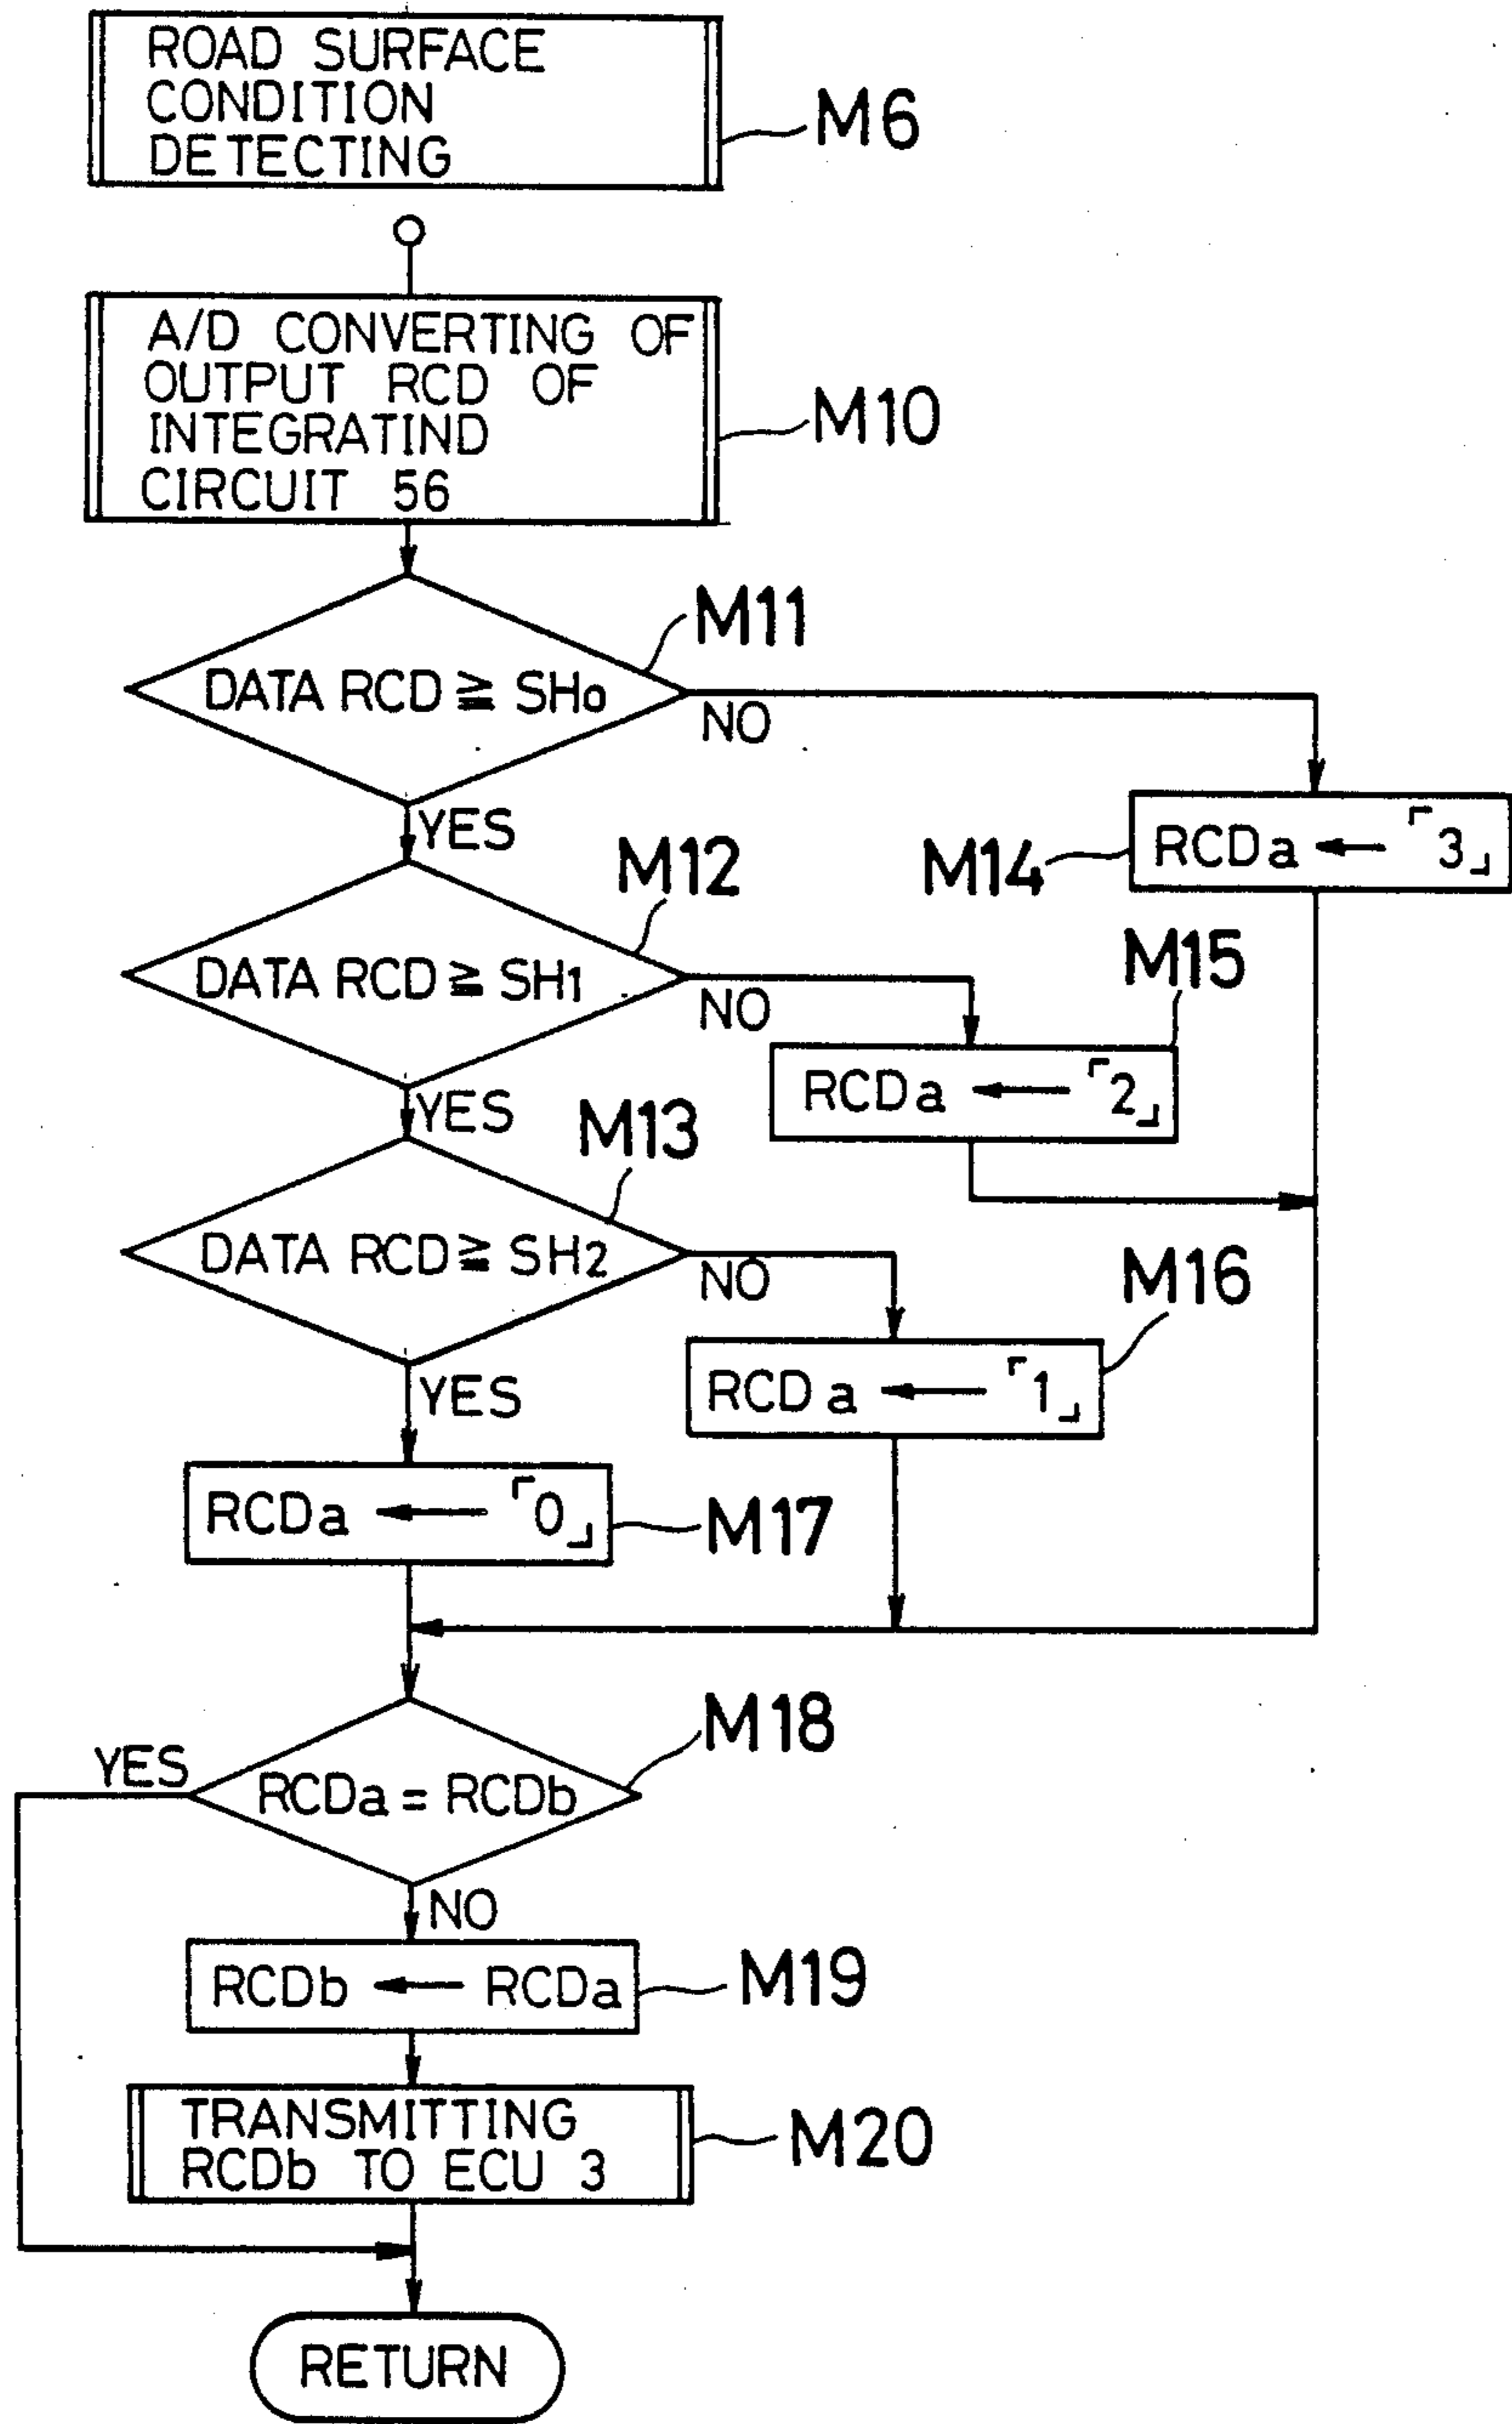 ROAD SURFACE
CONDITION
DETECTING
M6
A/D CONVERTING OF
OUTPUT RCD OF
INTEGRATIND
CIRCUIT 56
M10
M11
DATA RCD ≧ SH0
NO
YES
M12
M14
RCDa ← 「3」
DATA RCD ≧ SH1
NO
M15
RCDa ← 「2」
YES
M13
DATA RCD ≧ SH2
NO
M16
RCDa ← 「1」
YES
RCDa ← 「0」
M17
M18
YES
RCDa = RCDb
NO
RCDb ← RCDa
M19
TRANSMITTING
RCDb TO ECU 3
M20
RETURN